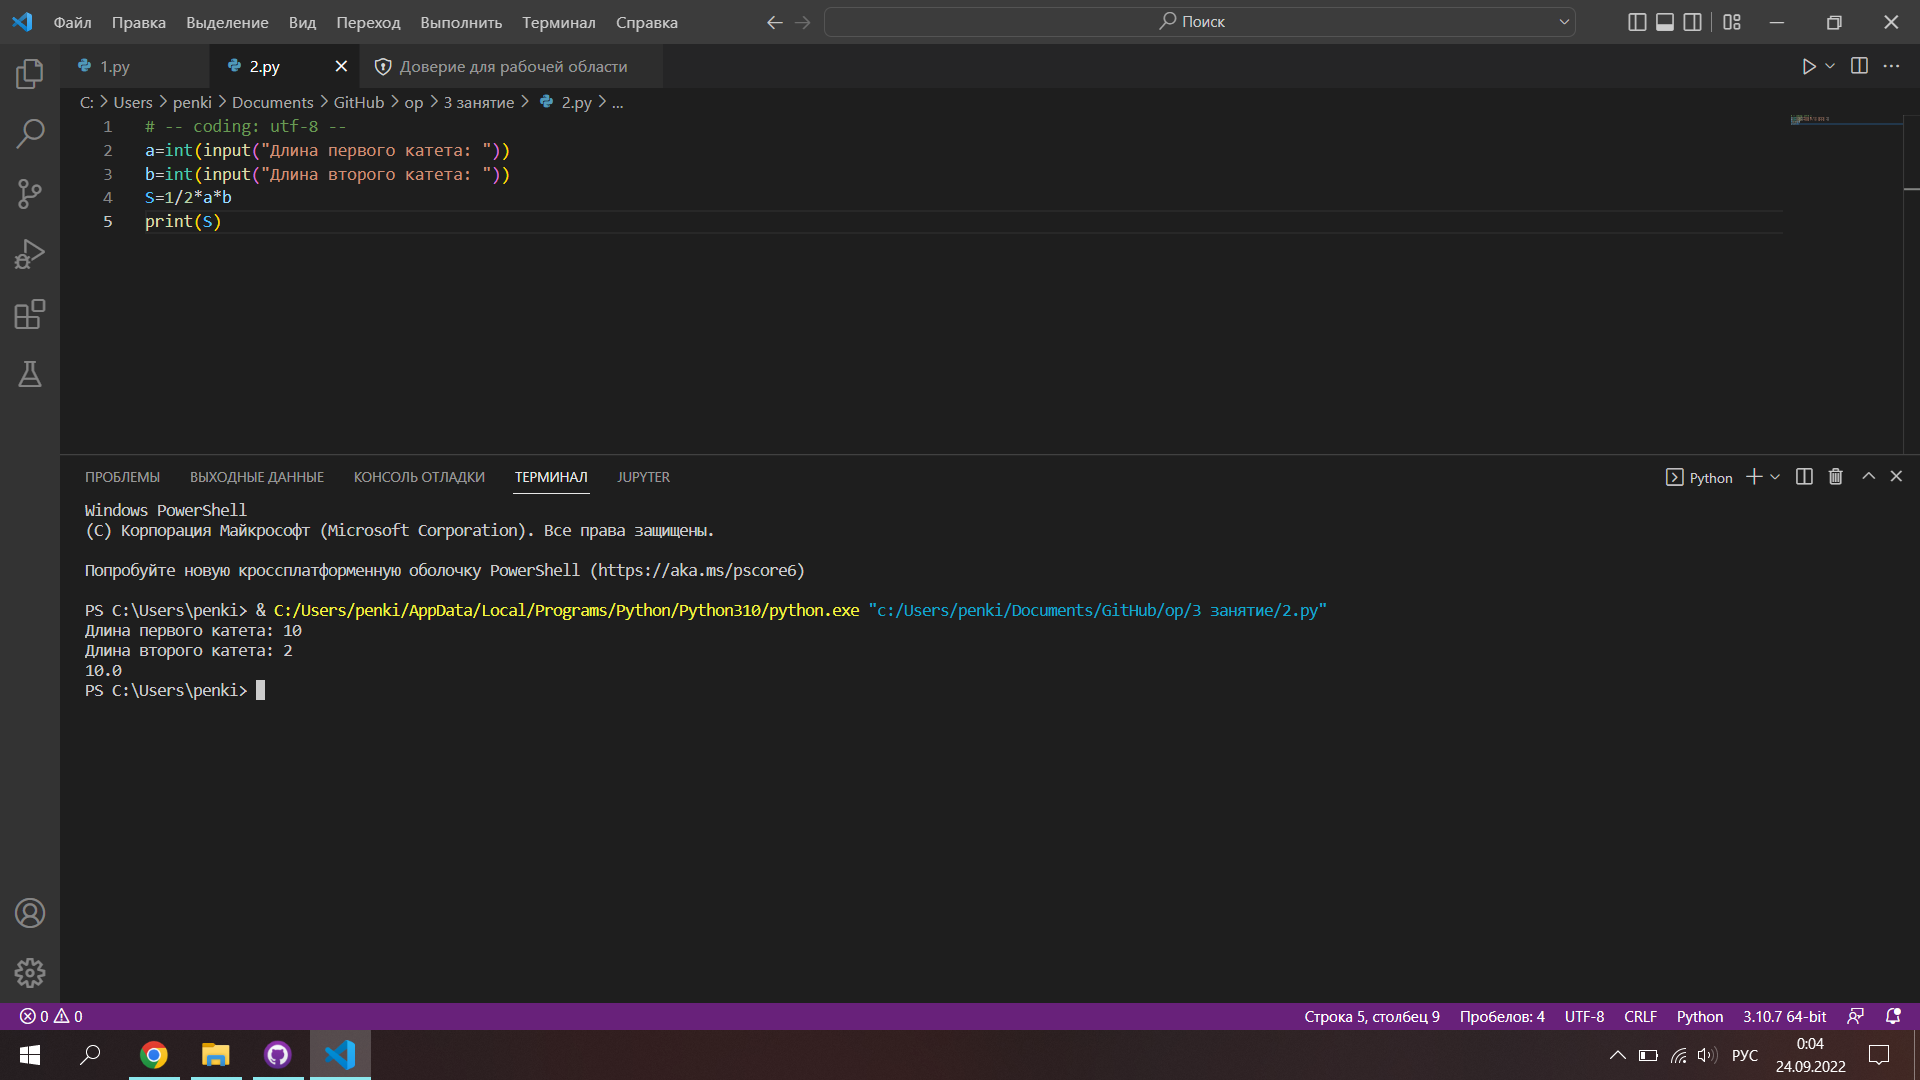 Файл Правка Выделение Вид Переход Выполнить Терминал Справка
Поиск
1.py 2.py Доверие для рабочей области
C: > Users > penki > Documents > GitHub > op > 3 занятие > 2.py > ...
1 # -- coding: utf-8 --
2 a=int(input("Длина первого катета: "))
3 b=int(input("Длина второго катета: "))
4 S=1/2*a*b
5 print(S)
ПРОБЛЕМЫ ВЫХОДНЫЕ ДАННЫЕ КОНСОЛЬ ОТЛАДКИ ТЕРМИНАЛ JUPYTER
Python
Windows PowerShell
(C) Корпорация Майкрософт (Microsoft Corporation). Все права защищены.
Попробуйте новую кроссплатформенную оболочку PowerShell (https://aka.ms/pscore6)
PS C:\Users\penki> & C:/Users/penki/AppData/Local/Programs/Python/Python310/python.exe "c:/Users/penki/Documents/GitHub/op/3 занятие/2.py"
Длина первого катета: 10
Длина второго катета: 2
10.0
PS C:\Users\penki>
0 0
Строка 5, столбец 9 Пробелов: 4 UTF-8 CRLF Python 3.10.7 64-bit
РУС
0:04
24.09.2022